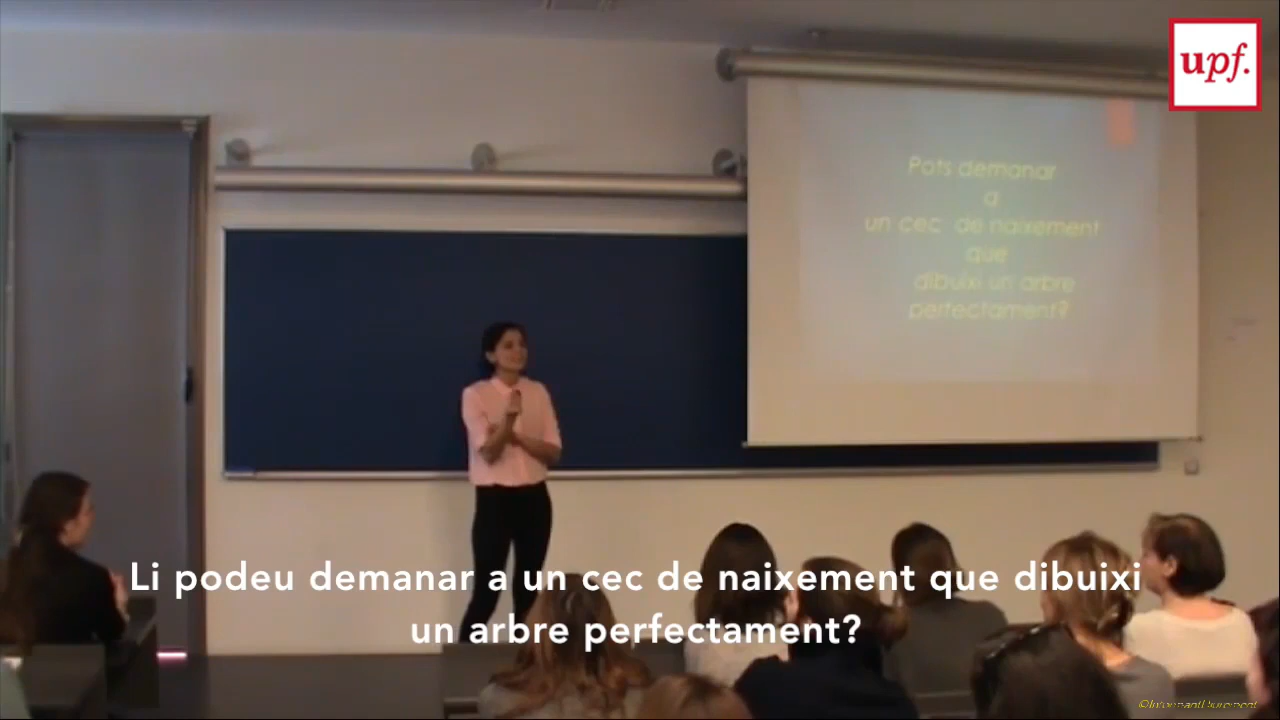 upf.
Pots demanar
a
un cec de naixement
que
dibuixi un arbre
perfectament?
Li podeu demanar a un cec de naixement que dibuixi
un arbre perfectament?